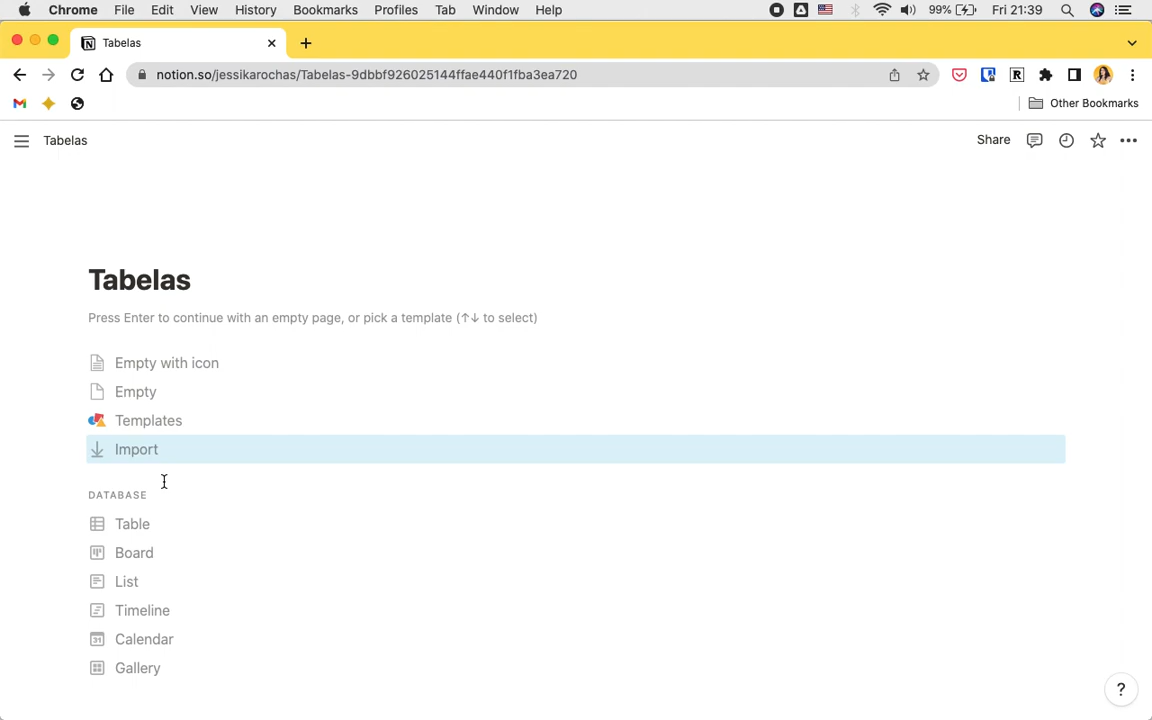 Chrome File Edit View History Bookmarks Profiles Tab Window Help 99% Fri 21:39
Tabelas
notion.so/jessikarochas/Tabelas-9dbbf926025144ffae440f1fba3ea720
Other Bookmarks
Tabelas Share
Tabelas
Press Enter to continue with an empty page, or pick a template (↑↓ to select)
Empty with icon
Empty
Templates
Import
DATABASE
Table
Board
List
Timeline
31 Calendar
Gallery
?